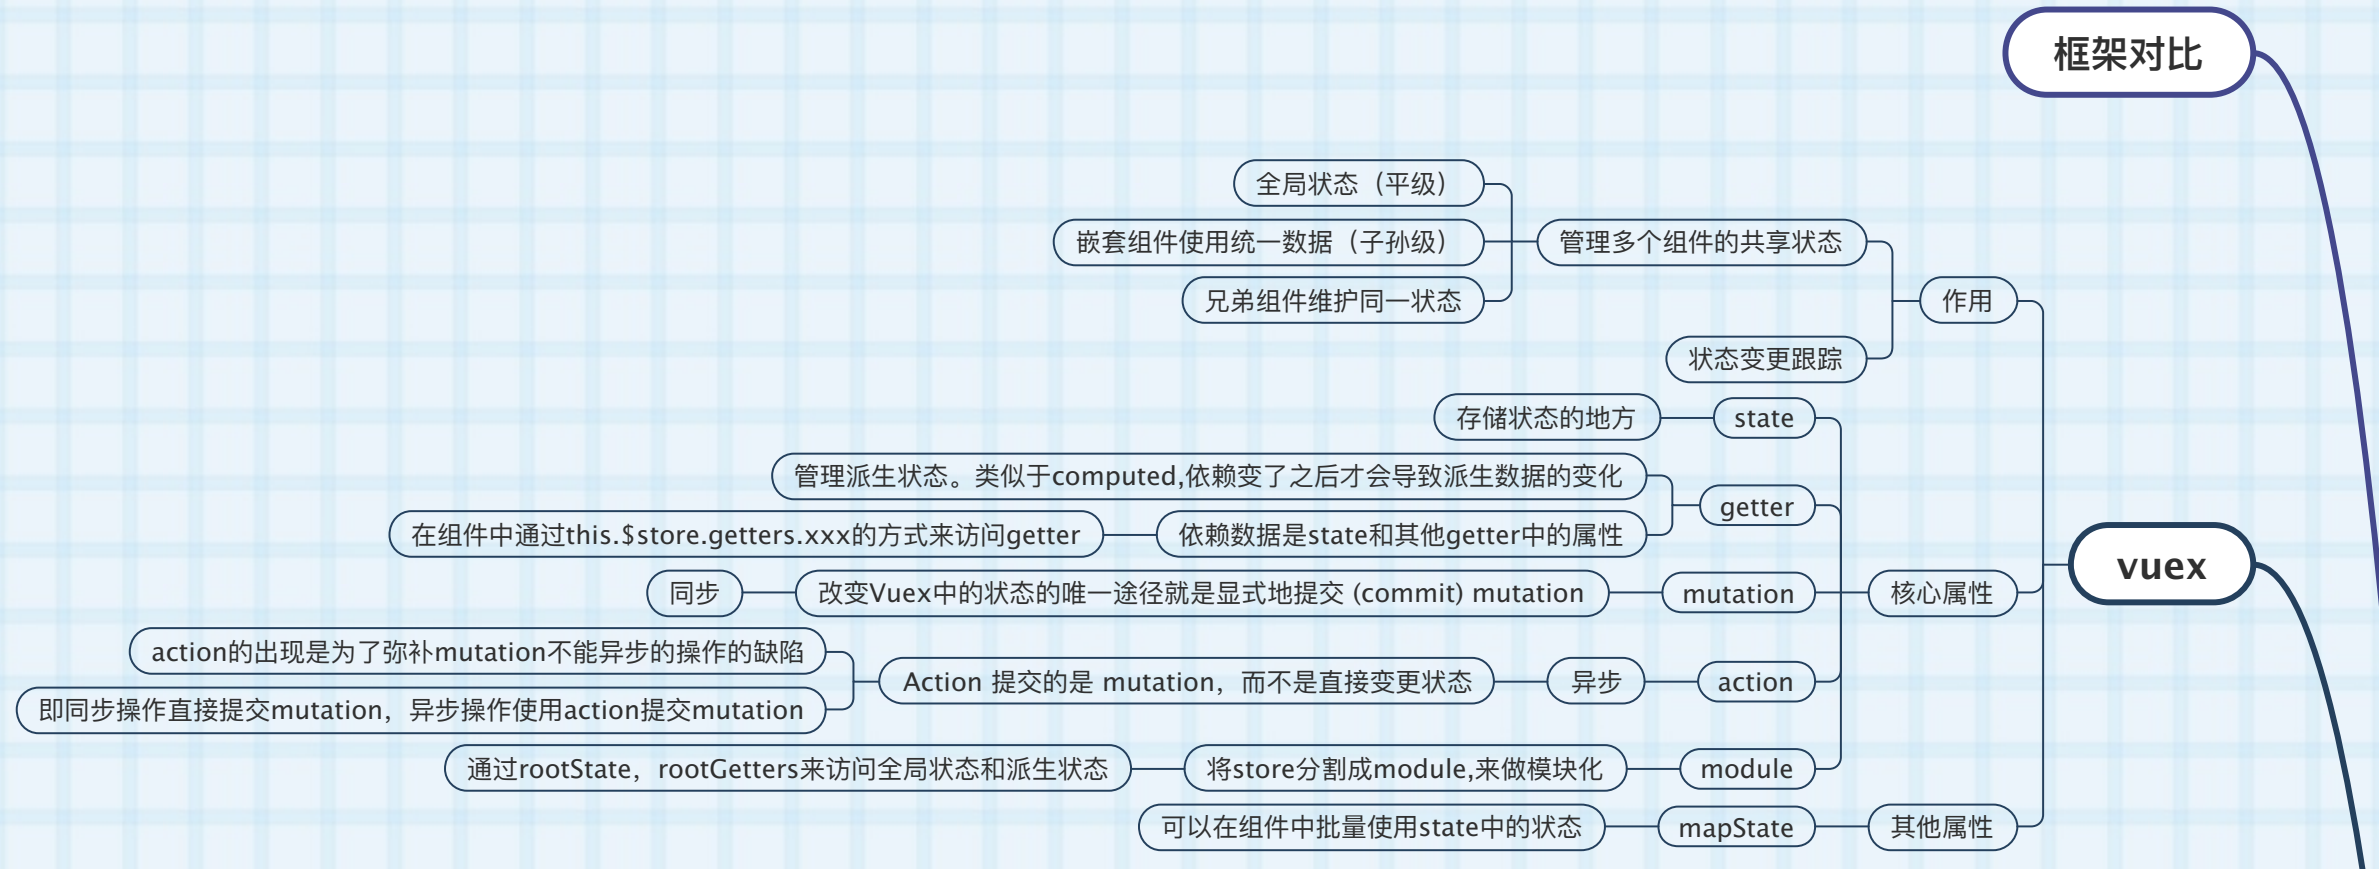 框架对比
全局状态（平级）
嵌套组件使用统一数据（子孙级）
管理多个组件的共享状态
兄弟组件维护同一状态
作用
状态变更跟踪
存储状态的地方
state
管理派生状态。类似于computed,依赖变了之后才会导致派生数据的变化
getter
在组件中通过this.$store.getters.xxx的方式来访问getter
依赖数据是state和其他getter中的属性
vuex
同步
改变Vuex中的状态的唯一途径就是显式地提交 (commit) mutation
mutation
核心属性
action的出现是为了弥补mutation不能异步的操作的缺陷
Action 提交的是 mutation，而不是直接变更状态
异步
action
即同步操作直接提交mutation，异步操作使用action提交mutation
通过rootState，rootGetters来访问全局状态和派生状态
将store分割成module,来做模块化
module
可以在组件中批量使用state中的状态
mapState
其他属性